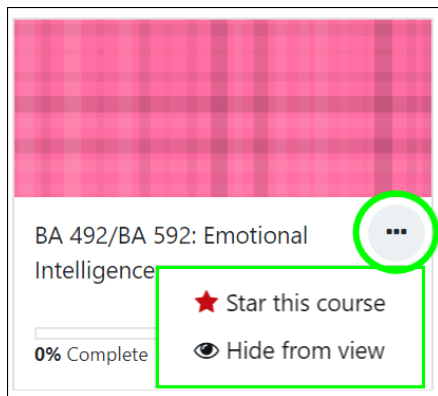 BA 492/BA 592: Emotional
Intelligence
Star this course
0% Complete
Hide from view